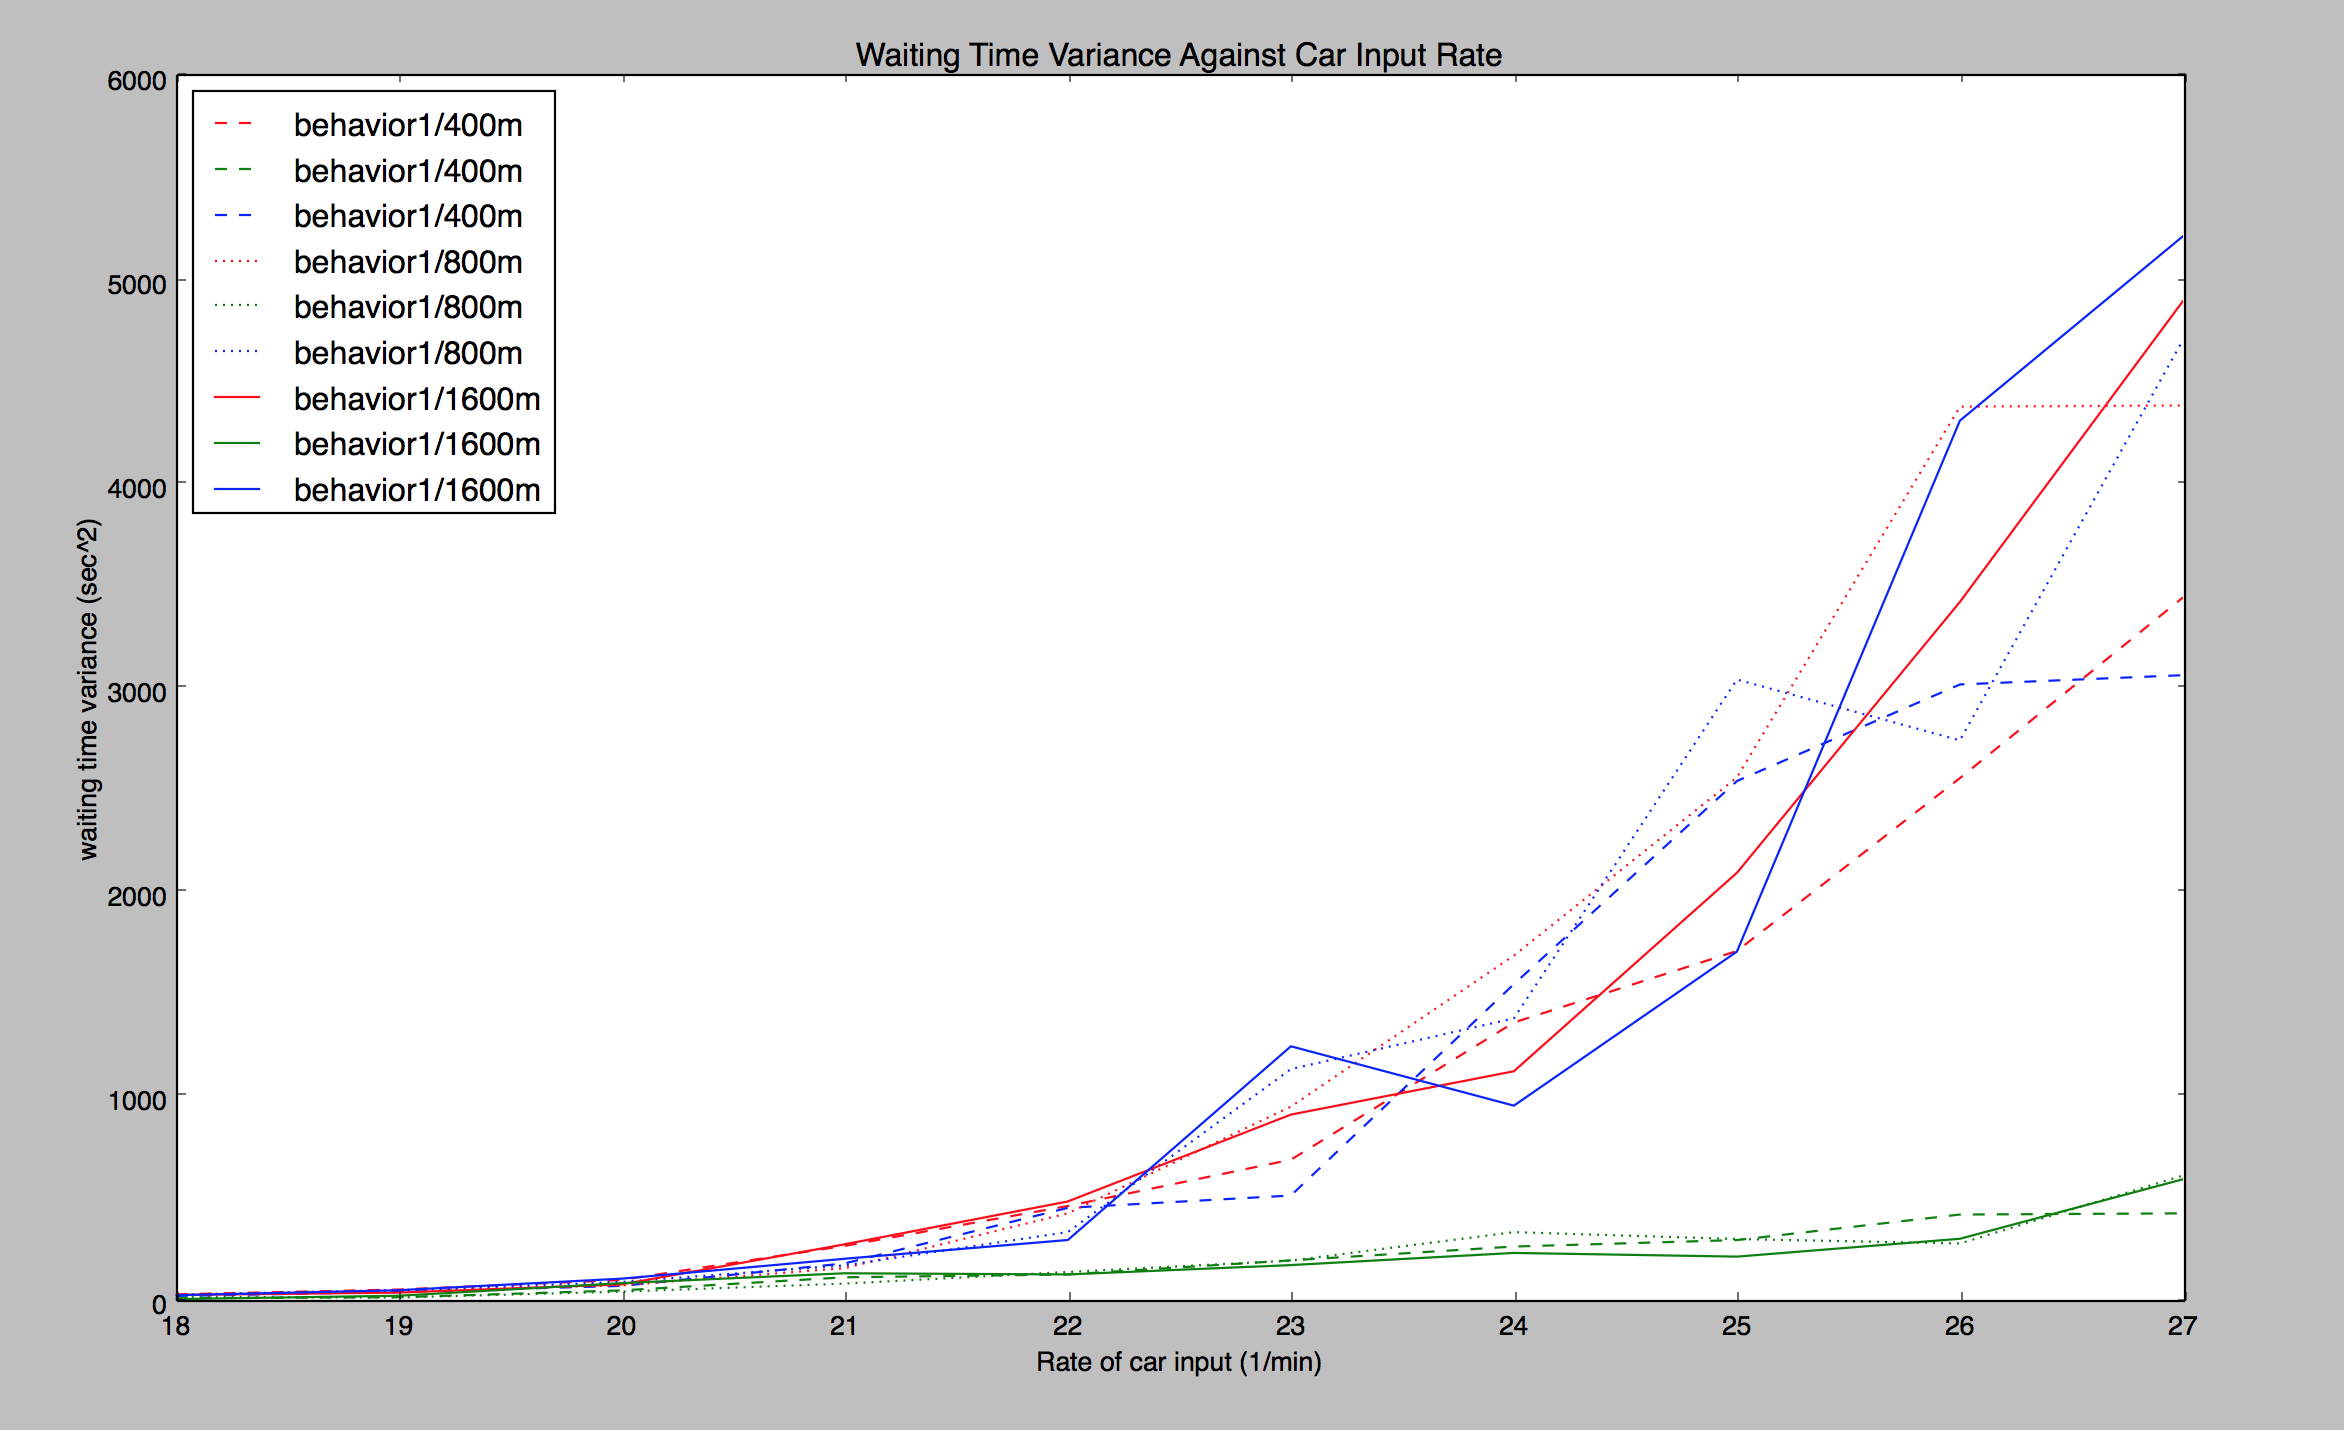 Waiting Time Variance Against Car Input Rate
6000
5000
4000
3000
2000
1000
0
waiting time variance (sec^2)
behavior1/400m
behavior1/400m
behavior1/400m
behavior1/800m
behavior1/800m
behavior1/800m
behavior1/1600m
behavior1/1600m
behavior1/1600m
18 19 20 21 22 23 24 25 26 27
Rate of car input (1/min)